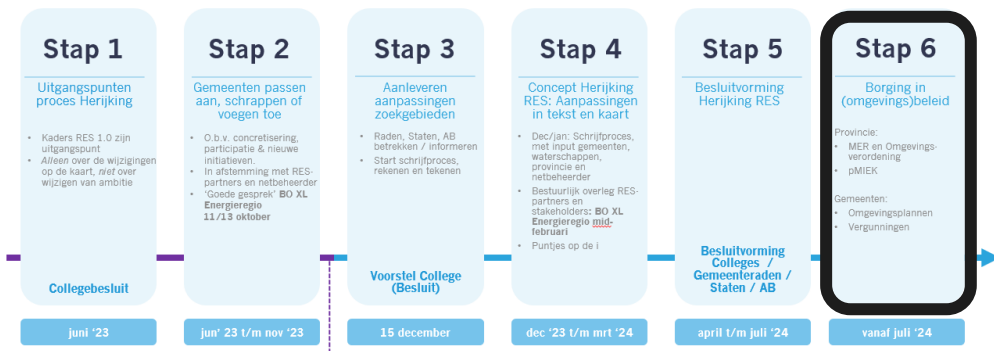 Stap 1
Uitgangspunten
proces Herijking
• Kaders RES 1.0 zijn
uitgangspunt
• Alleen over de wijzigingen
op de kaart, niet over
wijzigen van ambitie
Collegebesluit
juni ‘23
Stap 2
Gemeenten passen
aan, schrappen of
voegen toe
• O.b.v. concretisering,
participatie & nieuwe
initiatieven.
• In afstemming met RES-
partners en netbeheerder
• ‘Goede gesprek’ BO XL
Energieregio
11/13 oktober
jun’ 23 t/m nov ‘23
Stap 3
Aanleveren
aanpassingen
zoekgebieden
• Raden, Staten, AB
betrekken / informeren
• Start schrijfproces,
rekenen en tekenen
Voorstel College
(Besluit)
15 december
Stap 4
Concept Herijking
RES: Aanpassingen
in tekst en kaart
• Dec/jan: Schrijfproces,
met input gemeenten,
waterschappen,
provincie en
netbeheerder
• Bestuurlijk overleg RES-
partners en
stakeholders: BO XL
Energieregio mid-
februari
• Puntjes op de i
dec ‘23 t/m mrt ‘24
Stap 5
Besluitvorming
Herijking RES
Besluitvorming
Colleges /
Gemeenteraden /
Staten / AB
april t/m juli ‘24
Stap 6
Borging in
(omgevings)beleid
Provincie:
• MER en Omgevings-
verordening
• pMIEK
Gemeenten:
• Omgevingsplannen
• Vergunningen
vanaf juli ‘24